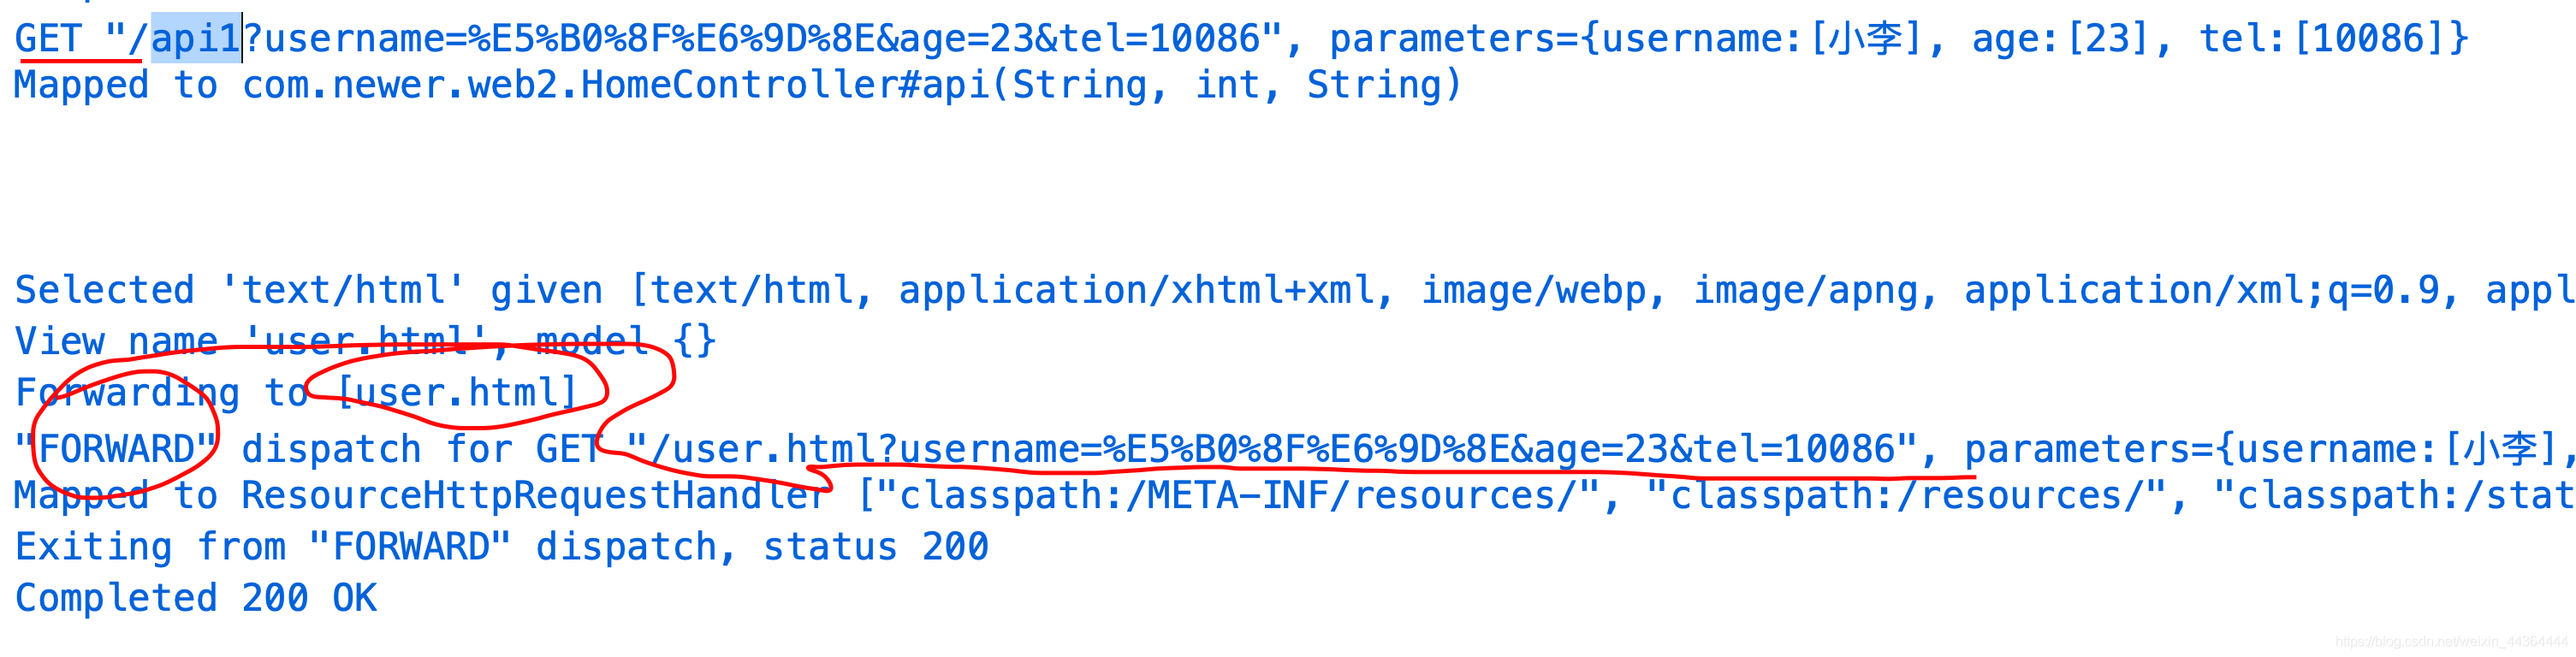 GET "/api1?username=%E5%B0%8F%E6%9D%8E&age=23&tel=10086", parameters={username:[小李], age:[23], tel:[10086]}
Mapped to com.newer.web2.HomeController#api(String, int, String)
Selected 'text/html' given [text/html, application/xhtml+xml, image/webp, image/apng, application/xml;q=0.9, appl
View name 'user.html', model {}
Forwarding to [user.html]
"FORWARD" dispatch for GET "/user.html?username=%E5%B0%8F%E6%9D%8E&age=23&tel=10086", parameters={username:[小李],
Mapped to ResourceHttpRequestHandler ["classpath:/META-INF/resources/", "classpath:/resources/", "classpath:/stat
Exiting from "FORWARD" dispatch, status 200
Completed 200 OK
https://blog.csdn.net/weixin_44364444